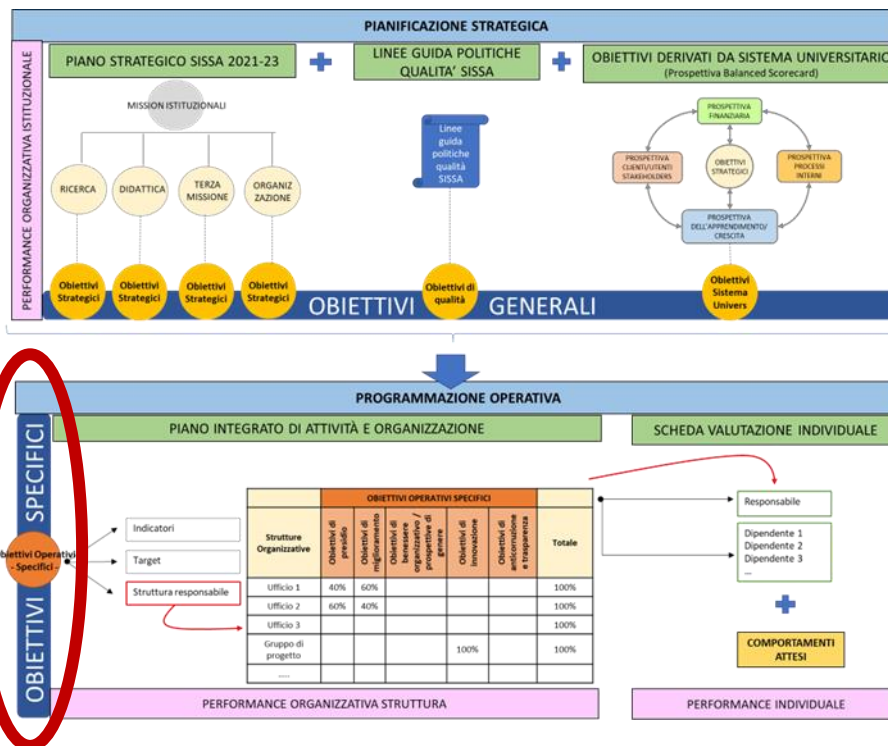 PIANIFICAZIONE STRATEGICA
PERFORMANCE ORGANIZZATIVA ISTITUZIONALE
PIANO STRATEGICO SISSA 2021-23
LINEE GUIDA POLITICHE
QUALITA' SISSA
OBIETTIVI DERIVATI DA SISTEMA UNIVERSITARIO
(Prospettiva Balanced Scorecard)
MISSION ISTITUZIONALI
RICERCA
DIDATTICA
TERZA
MISSIONE
ORGANIZ
ZAZIONE
Linee
guida
politiche
qualità
SISSA
PROSPETTIVA
FINANZIARIA
PROSPETTIVA
CLIENTI/UTENTI
STAKEHOLDERS
OBIETTIVI
STRATEGICI
PROSPETTIVA
PROCESSI
INTERNI
PROSPETTIVA
DELL'APPRENDIMENTO/
CRESCITA
Obiettivi
Strategici
Obiettivi
Strategici
Obiettivi
Strategici
Obiettivi
Strategici
Obiettivi di
qualità
Obiettivi
Sistema
Univers
OBIETTIVI GENERALI
PROGRAMMAZIONE OPERATIVA
OBIETTIVI SPECIFICI
PIANO INTEGRATO DI ATTIVITÀ E ORGANIZZAZIONE
SCHEDA VALUTAZIONE INDIVIDUALE
biettivi Operativi
- Specifici -
Indicatori
Target
Struttura responsabile
OBIETTIVI OPERATIVI SPECIFICI
Strutture
Organizzative
Obiettivi di
presidio
Obiettivi di
miglioramento
Obiettivi di
benessere
organizzativo /
prospettive di
genere
Obiettivi di
innovazione
Obiettivi di
anticorruzione
e trasparenza
Totale
Ufficio 1 40% 60% 100%
Ufficio 2 60% 40% 100%
Ufficio 3 100%
Gruppo di
progetto 100% 100%
.....
Responsabile
Dipendente 1
Dipendente 2
Dipendente 3
...
COMPORTAMENTI
ATTESI
PERFORMANCE ORGANIZZATIVA STRUTTURA
PERFORMANCE INDIVIDUALE